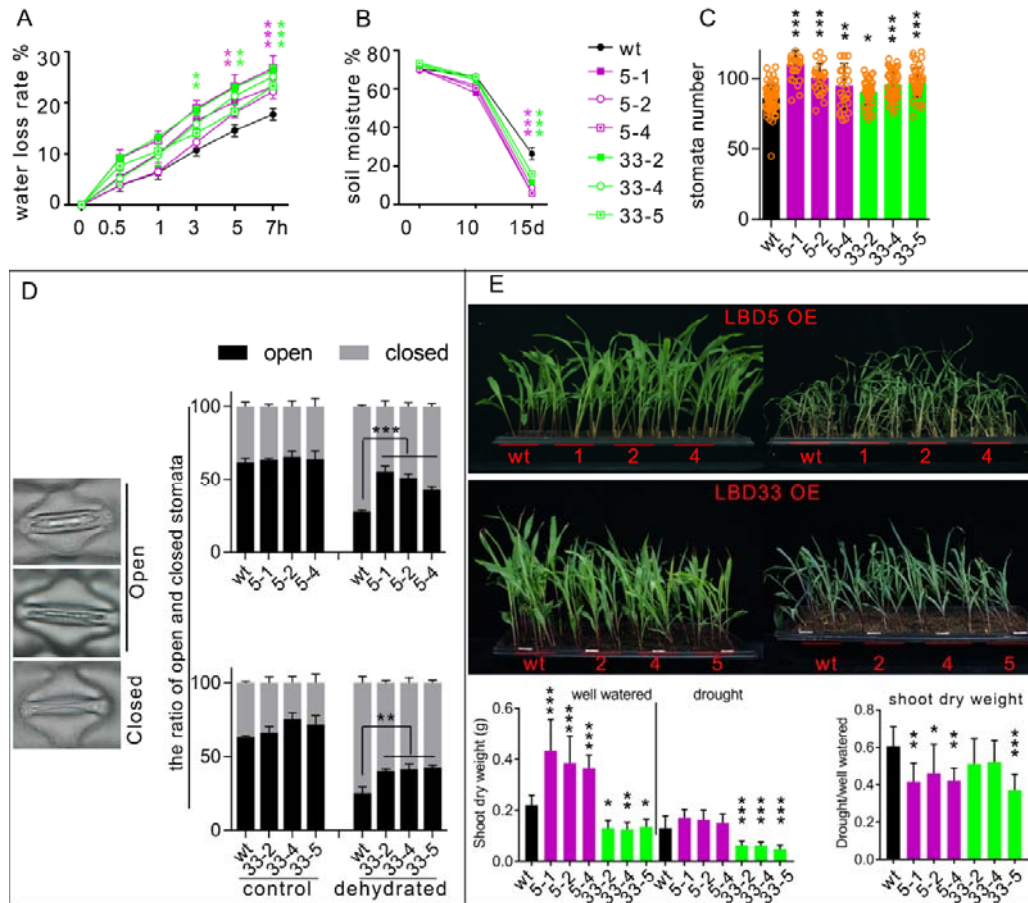 A
water loss rate %
30
20
10
0
0 0.5 1 3 5 7h
*** ***
** **
**
B
soil moisture %
80
60
40
20
0
0 10 15d
*** ***
wt
5-1
5-2
5-4
33-2
33-4
33-5
C
stomata number
100
50
0
*** *** ** * *** ***
wt 5-1 5-2 5-4 33-2 33-4 33-5
D
open closed
the ratio of open and closed stomata
Open
Closed
100
50
0
***
wt 5-1 5-2 5-4 wt 5-1 5-2 5-4
100
50
0
**
wt 33-2 33-4 33-5 wt 33-2 33-4 33-5
control dehydrated
E
LBD5 OE
wt 1 2 4 wt 1 2 4
LBD33 OE
wt 2 4 5 wt 2 4 5
well watered drought
Shoot dry weight (g)
0.6
0.4
0.2
0.0
*** *** *** * ** * *** *** ***
wt 5-1 5-2 5-4 33-2 33-4 33-5 wt 5-1 5-2 5-4 33-2 33-4 33-5
shoot dry weight
Drought/well watered
0.8
0.6
0.4
0.2
0.0
** * ** ***
wt 5-1 5-2 5-4 33-2 33-4 33-5